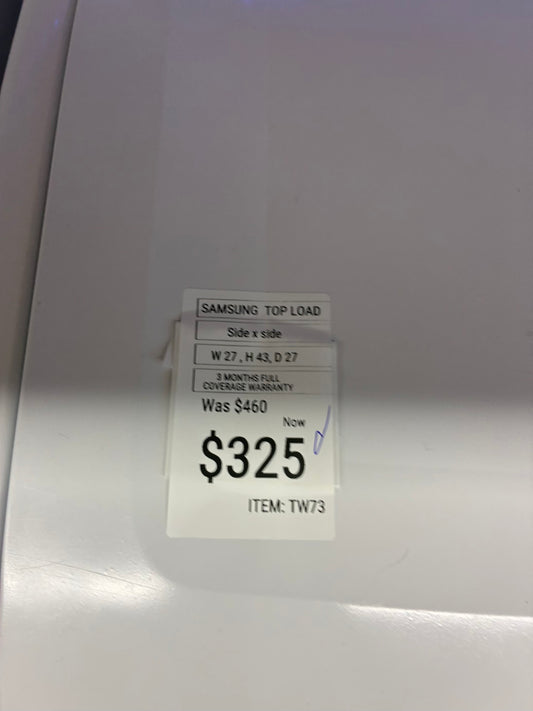 SAMSUNG TOP LOAD
Side x side
W 27 , H 43, D 27
3 MONTHS FULL
COVERAGE WARRANTY
Was $460
Now
$325
ITEM: TW73